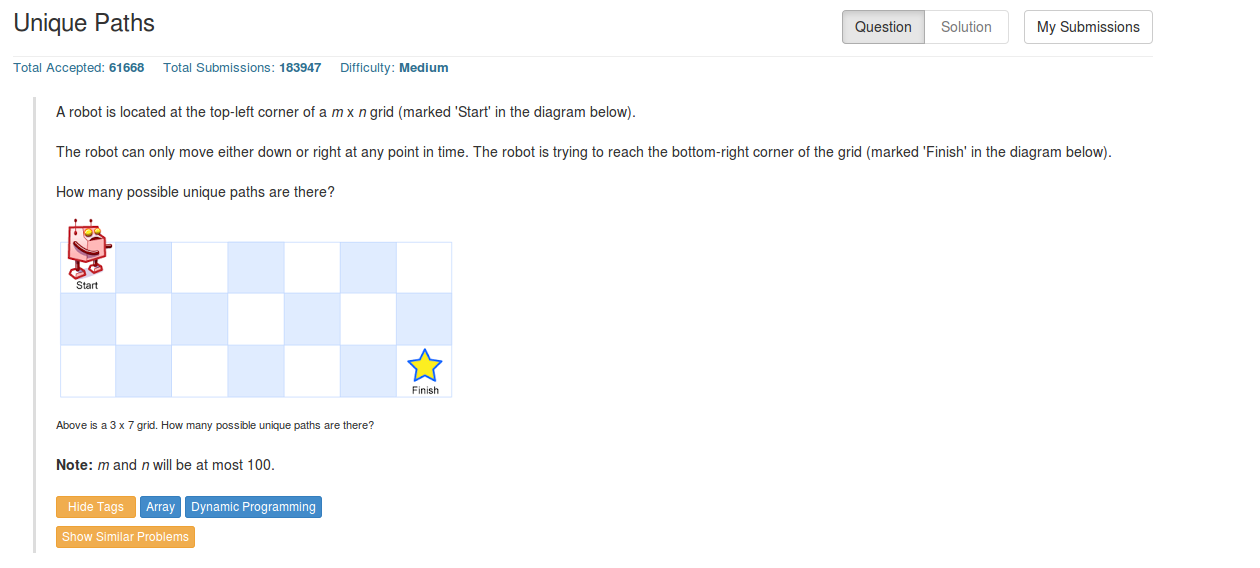 Unique Paths
Question Solution My Submissions
Total Accepted: 61668 Total Submissions: 183947 Difficulty: Medium
A robot is located at the top-left corner of a m x n grid (marked 'Start' in the diagram below).
The robot can only move either down or right at any point in time. The robot is trying to reach the bottom-right corner of the grid (marked 'Finish' in the diagram below).
How many possible unique paths are there?
Start
Finish
Above is a 3 x 7 grid. How many possible unique paths are there?
Note: m and n will be at most 100.
Hide Tags Array Dynamic Programming
Show Similar Problems